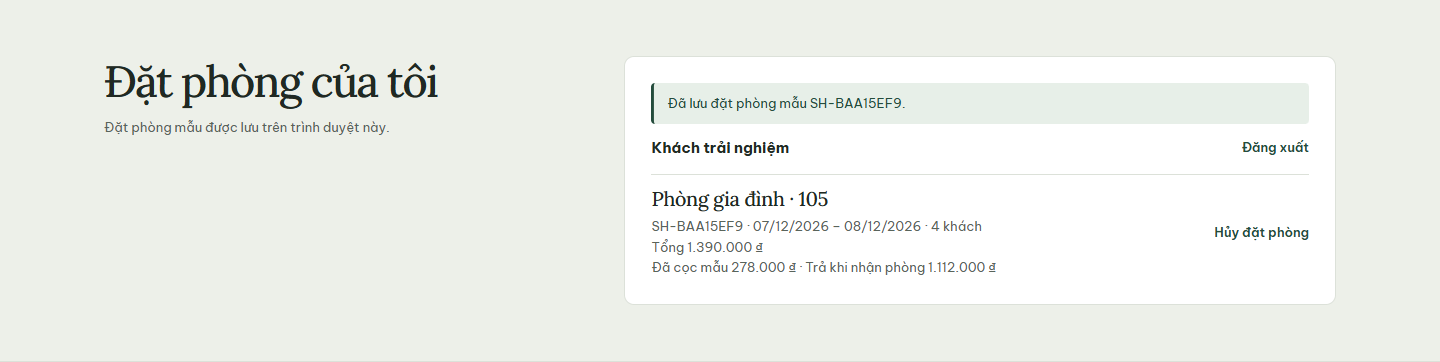 Đặt phòng của tôi
Đặt phòng mẫu được lưu trên trình duyệt này.
Đã lưu đặt phòng mẫu SH-BAA15EF9.
Khách trải nghiệm
Đăng xuất
Phòng gia đình · 105
SH-BAA15EF9 · 07/12/2026 – 08/12/2026 · 4 khách
Tổng 1.390.000 ₫
Đã cọc mẫu 278.000 ₫ · Trả khi nhận phòng 1.112.000 ₫
Hủy đặt phòng